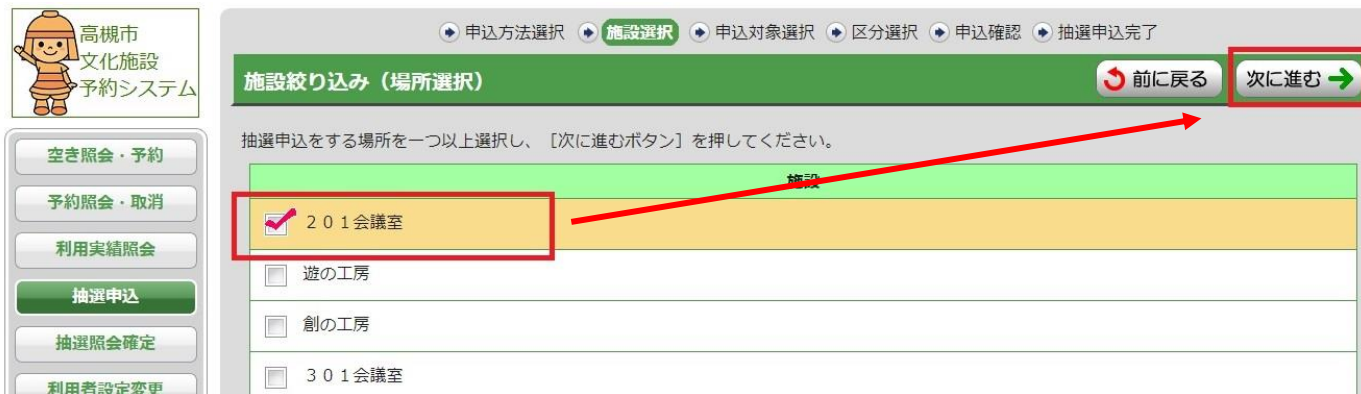 高槻市
文化施設
予約システム
申込方法選択 施設選択 申込対象選択 区分選択 申込確認 抽選申込完了
施設絞り込み（場所選択）
前に戻る
次に進む
空き照会・予約
予約照会・取消
利用実績照会
抽選申込
抽選照会確定
利用者設定変更
抽選申込をする場所を一つ以上選択し、［次に進むボタン］を押してください。
施設
２０１会議室
遊の工房
創の工房
３０１会議室